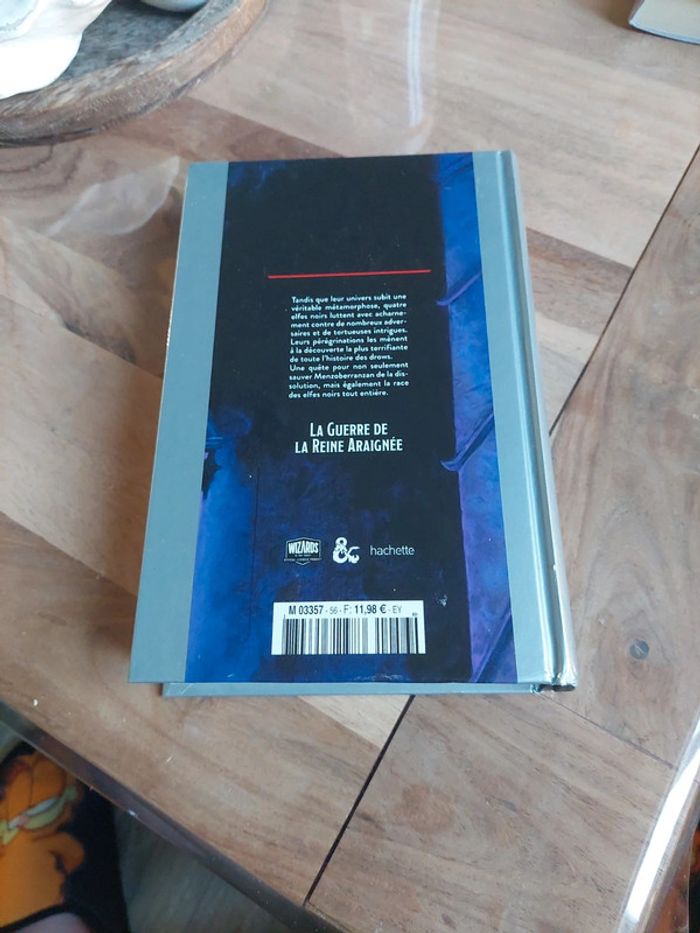 Tandis que leur univers subit une
véritable métamorphose, quatre
elfes noirs luttent avec acharne-
ment contre de nombreux adver-
saires et de tortueuses intrigues.
Leurs pérégrinations les mènent
à la découverte la plus terrifiante
de toute l'histoire des drows.
Une quête pour non seulement
sauver Menzoberranzan de la dis-
solution, mais également la race
des elfes noirs tout entière.
LA GUERRE DE
LA REINE ARAIGNÉE
WIZARDS
& hachette
M 03357 - 56 - F: 11,98 € - EY